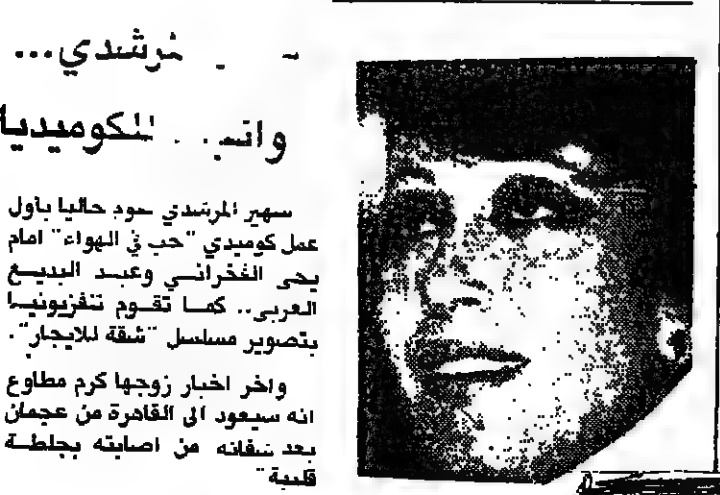 مرشدي...
للكوميديا
سهير المرشدي تقوم حاليا باول
عمل كوميدي "حب في الهواء" امام
يحى الفخراني وعبد البديع
العربى.. كما تقوم تلفزيونيا
بتصوير مسلسل "شقة للايجار".
واخر اخبار زوجها كرم مطاوع
انه سيعود الى القاهرة من عجمان
بعد شفائه من اصابته بجلطة
قلبية"